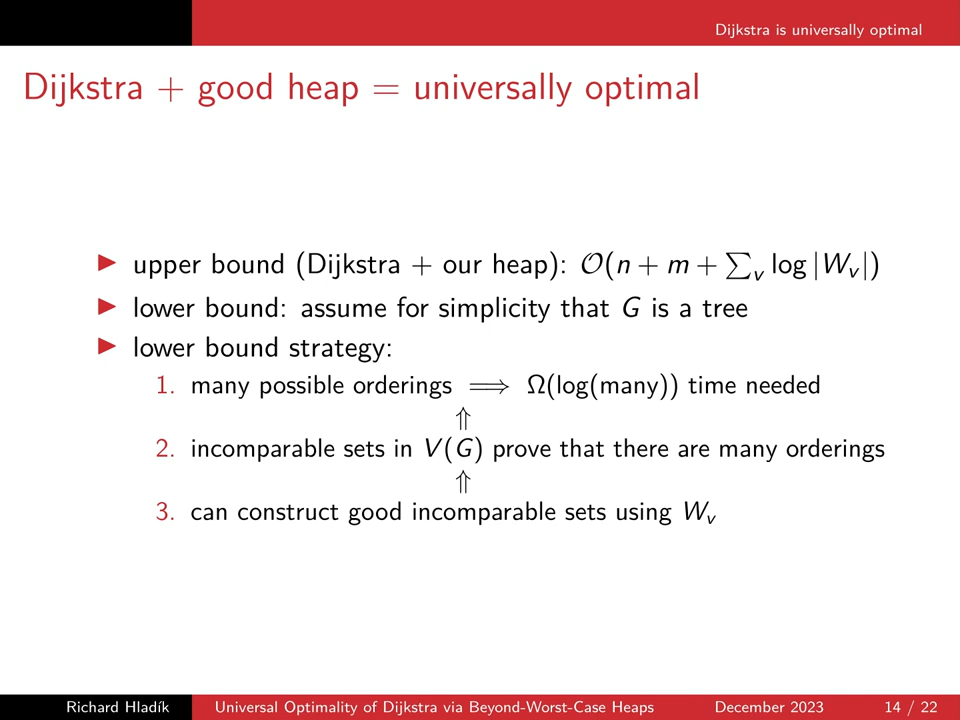 Dijkstra is universally optimal
Dijkstra + good heap = universally optimal
▶ upper bound (Dijkstra + our heap): 𝒪(n + m + ∑ᵥ log |Wᵥ|)
▶ lower bound: assume for simplicity that G is a tree
▶ lower bound strategy:
1. many possible orderings ⟹ Ω(log(many)) time needed
⇑
2. incomparable sets in V(G) prove that there are many orderings
⇑
3. can construct good incomparable sets using Wᵥ
Richard Hladík Universal Optimality of Dijkstra via Beyond-Worst-Case Heaps December 2023 14 / 22